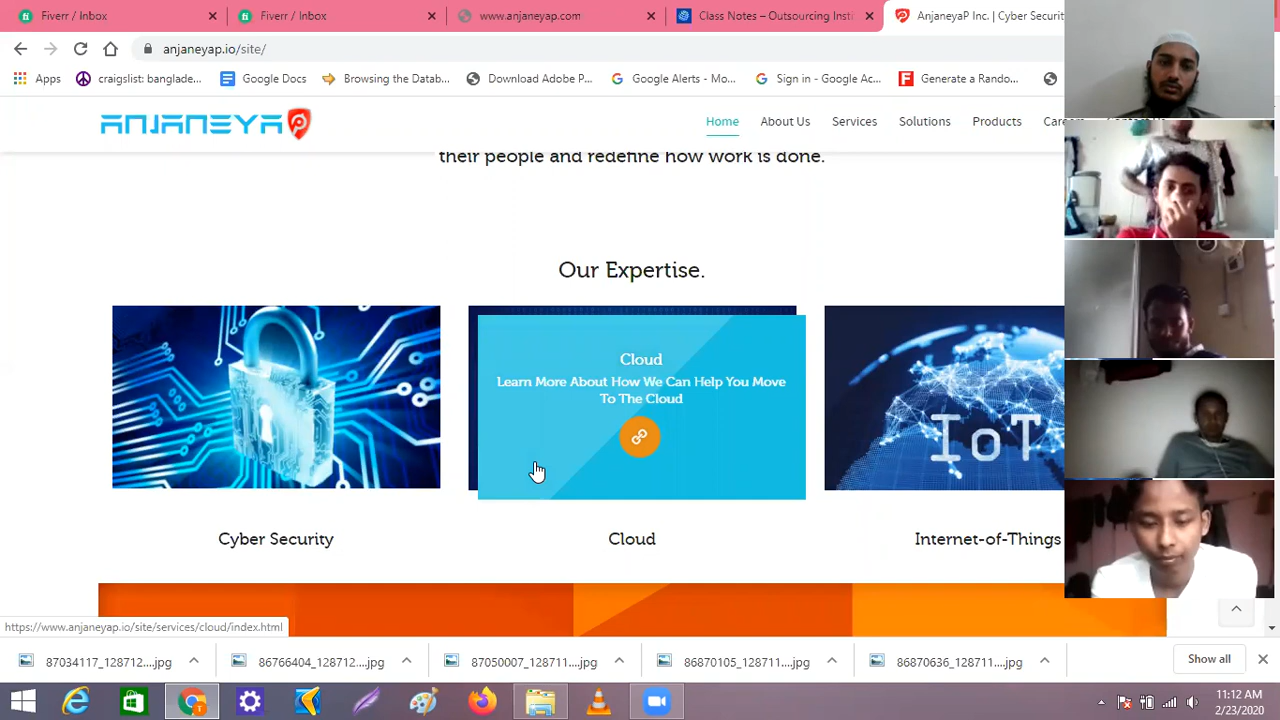 Fiverr / Inbox
Fiverr / Inbox
www.anjaneyap.com
Class Notes – Outsourcing Insti
AnjaneyaP Inc. | Cyber Securit
anjaneyap.io/site/
Apps
craigslist: banglade...
Google Docs
Browsing the Datab...
Download Adobe P...
Google Alerts - Mo...
Sign in - Google Ac...
Generate a Rando...
ANJANEYA
Home
About Us
Services
Solutions
Products
their people and redefine how work is done.
Our Expertise.
Cloud
Learn More About How We Can Help You Move
To The Cloud
IoT
Cyber Security
Cloud
Internet-of-Things
https://www.anjaneyap.io/site/services/cloud/index.html
87034117_128712....jpg
86766404_128712....jpg
87050007_128711....jpg
86870105_128711....jpg
86870636_128711....jpg
Show all
11:12 AM
2/23/2020